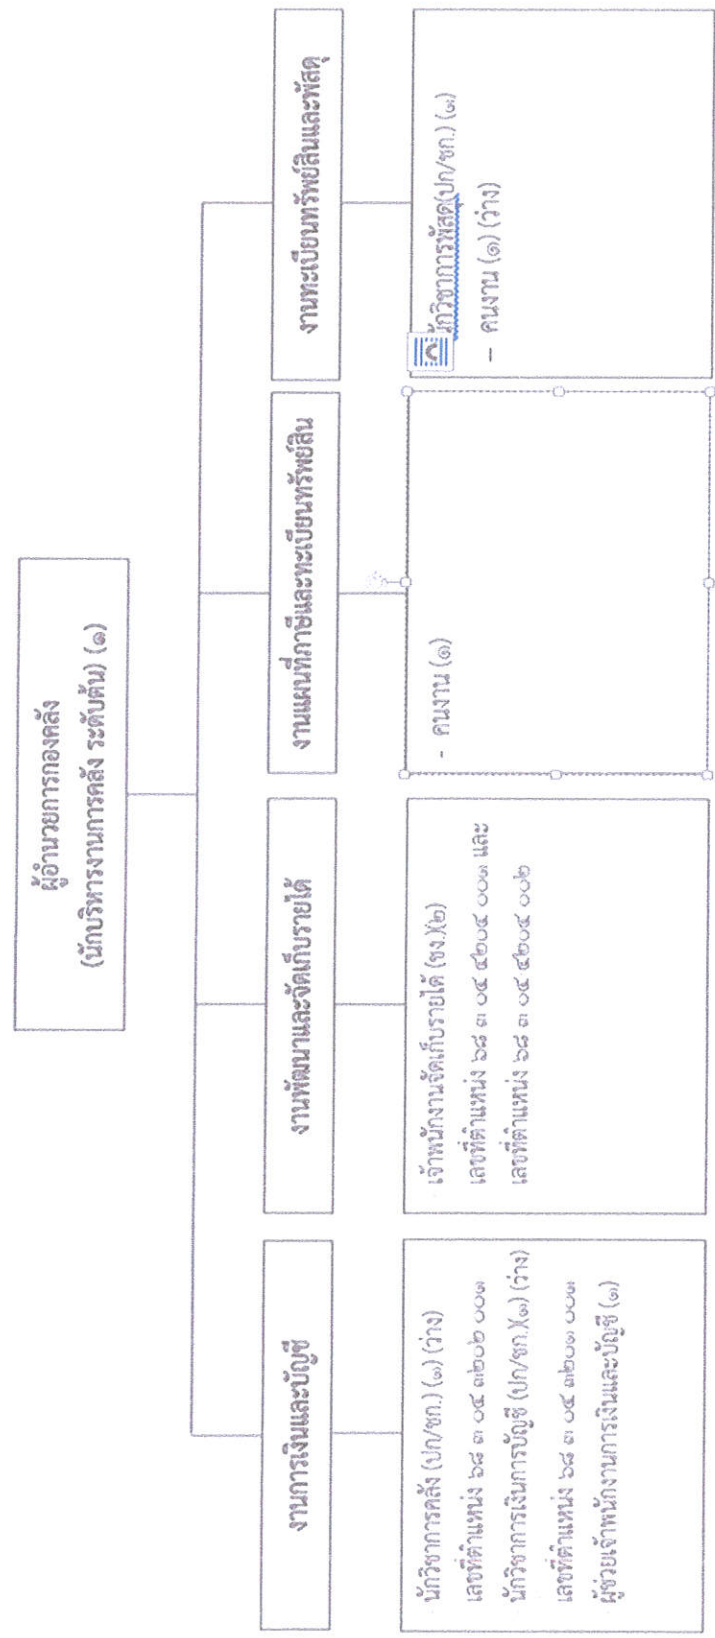 ผู้อำนวยการกองคลัง
(นักบริหารงานการคลัง ระดับต้น) (๑)
งานการเงินและบัญชี
งานพัฒนาและจัดเก็บรายได้
งานแผนที่ภาษีและทะเบียนทรัพย์สิน
งานทะเบียนทรัพย์สินและพัสดุ
นักวิชาการคลัง (ปก/ชก.) (๑) (ว่าง)
เลขที่ตำแหน่ง ๖๘ ๓ ๐๔ ๓๒๐๒ ๐๐๑
นักวิชาการเงินการบัญชี (ปก/ชก.)(๑) (ว่าง)
เลขที่ตำแหน่ง ๖๘ ๓ ๐๔ ๓๒๐๑ ๐๐๑
ผู้ช่วยเจ้าพนักงานการเงินและบัญชี (๑)
เจ้าพนักงานจัดเก็บรายได้ (ชง.)(๒)
เลขที่ตำแหน่ง ๖๘ ๓ ๐๔ ๔๒๐๔ ๐๐๑ และ
เลขที่ตำแหน่ง ๖๘ ๓ ๐๔ ๔๒๐๔ ๐๐๒
- คนงาน (๑)
นักวิชาการพัสดุ(ปก/ชก.) (๑)
– คนงาน (๑) (ว่าง)